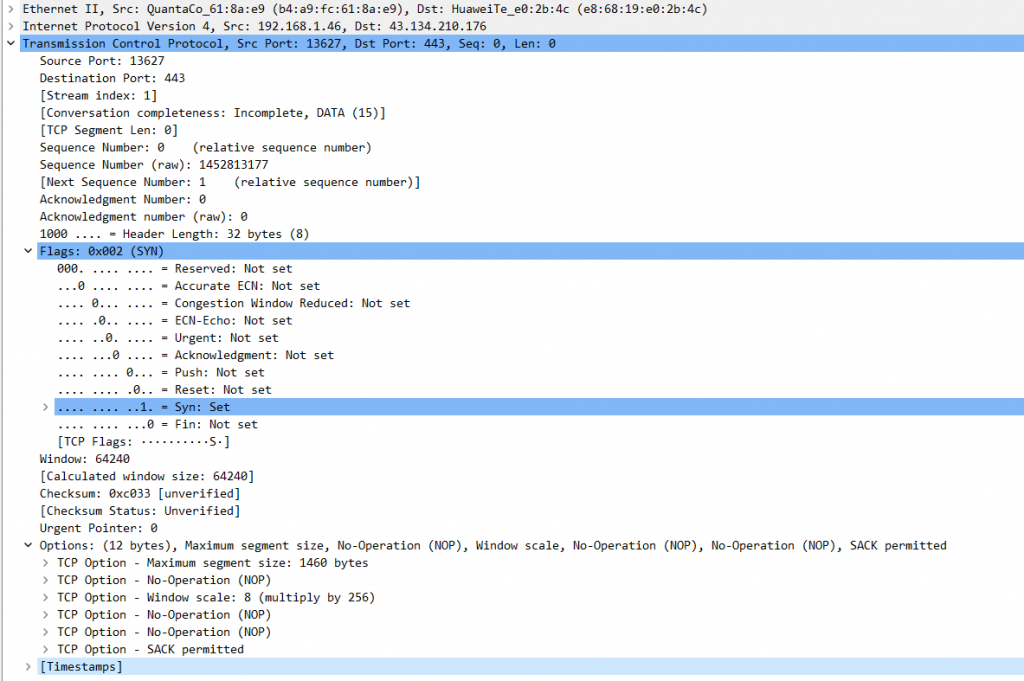 Ethernet II, Src: QuantaCo_61:8a:e9 (b4:a9:fc:61:8a:e9), Dst: HuaweiTe_e0:2b:4c (e8:68:19:e0:2b:4c)
Internet Protocol Version 4, Src: 192.168.1.46, Dst: 43.134.210.176
Transmission Control Protocol, Src Port: 13627, Dst Port: 443, Seq: 0, Len: 0
Source Port: 13627
Destination Port: 443
[Stream index: 1]
[Conversation completeness: Incomplete, DATA (15)]
[TCP Segment Len: 0]
Sequence Number: 0    (relative sequence number)
Sequence Number (raw): 1452813177
[Next Sequence Number: 1    (relative sequence number)]
Acknowledgment Number: 0
Acknowledgment number (raw): 0
1000 .... = Header Length: 32 bytes (8)
Flags: 0x002 (SYN)
000. .... .... = Reserved: Not set
...0 .... .... = Accurate ECN: Not set
.... 0... .... = Congestion Window Reduced: Not set
.... .0.. .... = ECN-Echo: Not set
.... ..0. .... = Urgent: Not set
.... ...0 .... = Acknowledgment: Not set
.... .... 0... = Push: Not set
.... .... .0.. = Reset: Not set
.... .... ..1. = Syn: Set
.... .... ...0 = Fin: Not set
[TCP Flags: ··········S·]
Window: 64240
[Calculated window size: 64240]
Checksum: 0xc033 [unverified]
[Checksum Status: Unverified]
Urgent Pointer: 0
Options: (12 bytes), Maximum segment size, No-Operation (NOP), Window scale, No-Operation (NOP), No-Operation (NOP), SACK permitted
TCP Option - Maximum segment size: 1460 bytes
TCP Option - No-Operation (NOP)
TCP Option - Window scale: 8 (multiply by 256)
TCP Option - No-Operation (NOP)
TCP Option - No-Operation (NOP)
TCP Option - SACK permitted
[Timestamps]